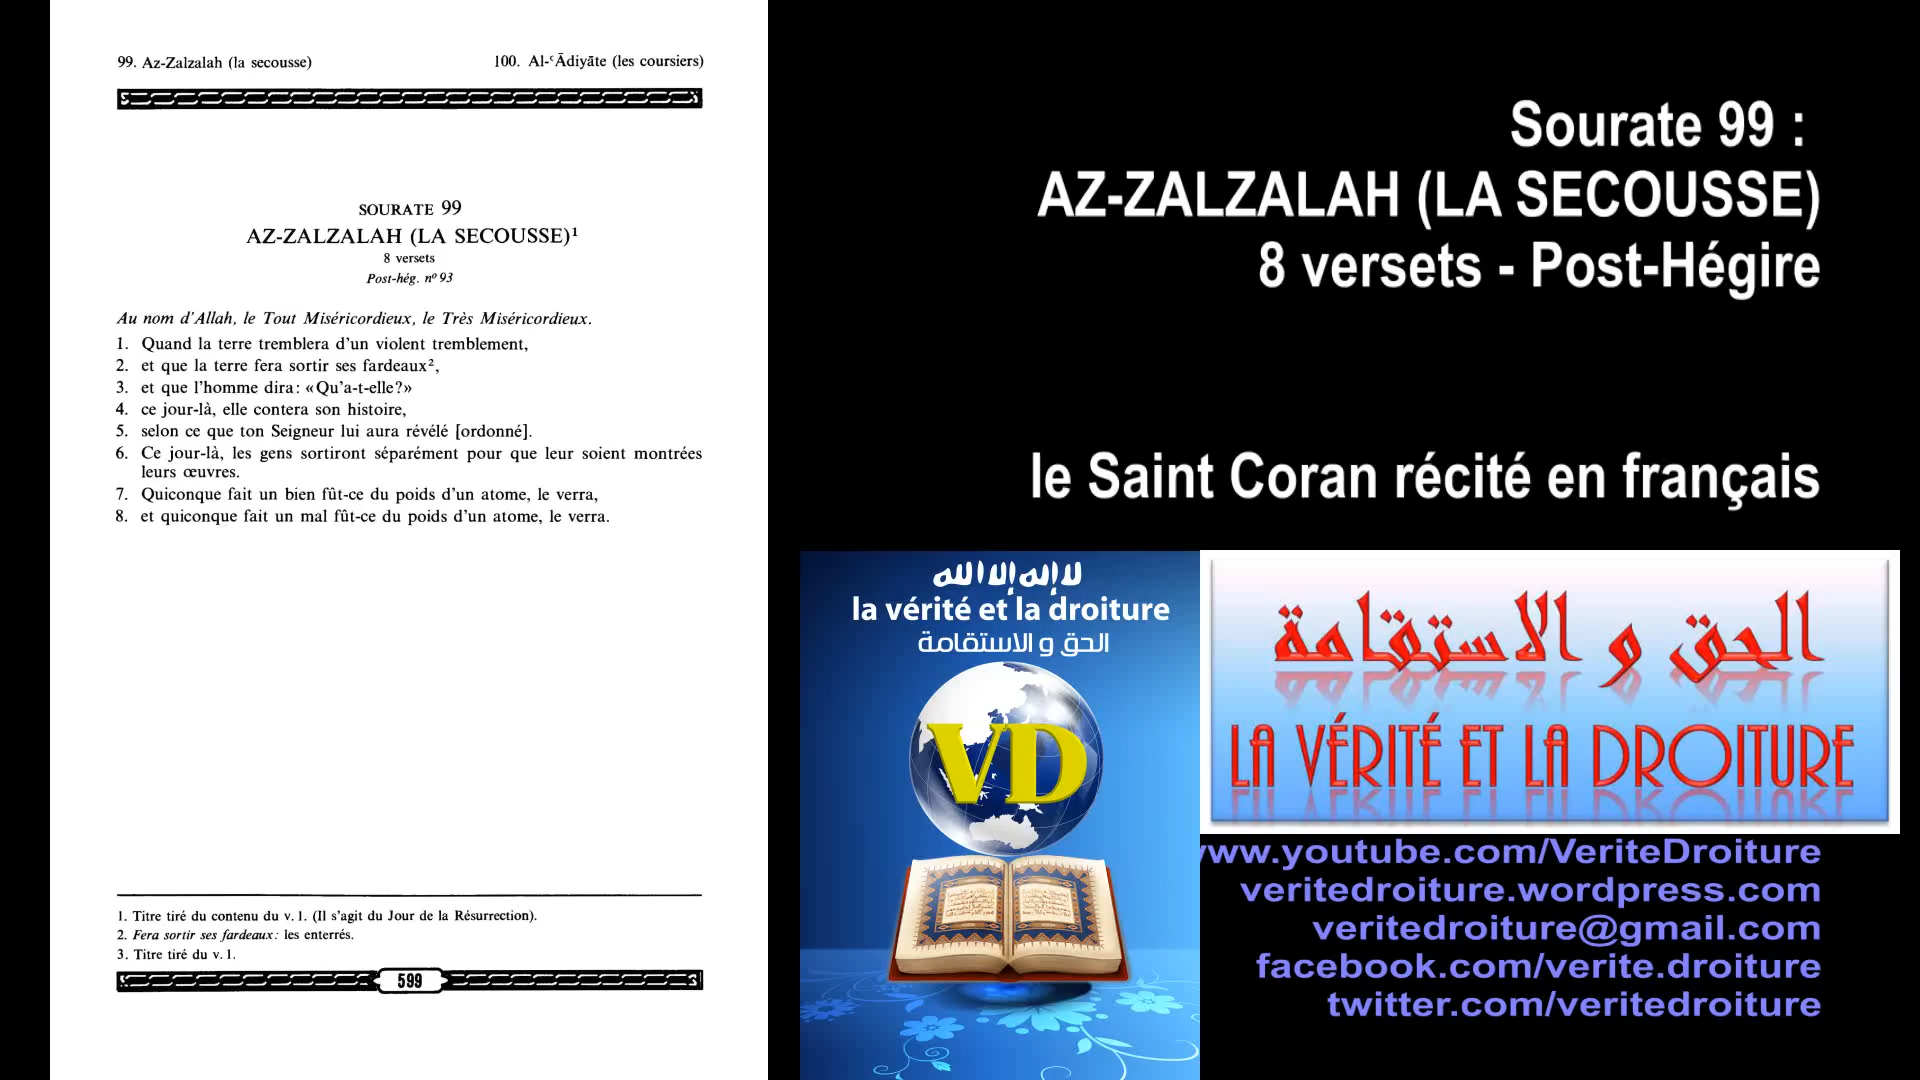 99. Az-Zalzalah (la secousse)
100. Al-ʿĀdiyāte (les coursiers)
SOURATE 99
AZ-ZALZALAH (LA SECOUSSE)¹
8 versets
Post-hég. nº 93
Au nom d'Allah, le Tout Miséricordieux, le Très Miséricordieux.
1. Quand la terre tremblera d'un violent tremblement,
2. et que la terre fera sortir ses fardeaux²,
3. et que l'homme dira: «Qu'a-t-elle?»
4. ce jour-là, elle contera son histoire,
5. selon ce que ton Seigneur lui aura révélé [ordonné].
6. Ce jour-là, les gens sortiront séparément pour que leur soient montrées
leurs œuvres.
7. Quiconque fait un bien fût-ce du poids d'un atome, le verra,
8. et quiconque fait un mal fût-ce du poids d'un atome, le verra.
1. Titre tiré du contenu du v. 1. (Il s'agit du Jour de la Résurrection).
2. Fera sortir ses fardeaux: les enterrés.
3. Titre tiré du v. 1.
599
Sourate 99 :
AZ-ZALZALAH (LA SECOUSSE)
8 versets - Post-Hégire
le Saint Coran récité en français
لا إله إلا الله
la vérité et la droiture
الحق و الاستقامة
VD
الحق و الاستقامة
LA VÉRITÉ ET LA DROITURE
www.youtube.com/VeriteDroiture
veritedroiture.wordpress.com
veritedroiture@gmail.com
facebook.com/verite.droiture
twitter.com/veritedroiture